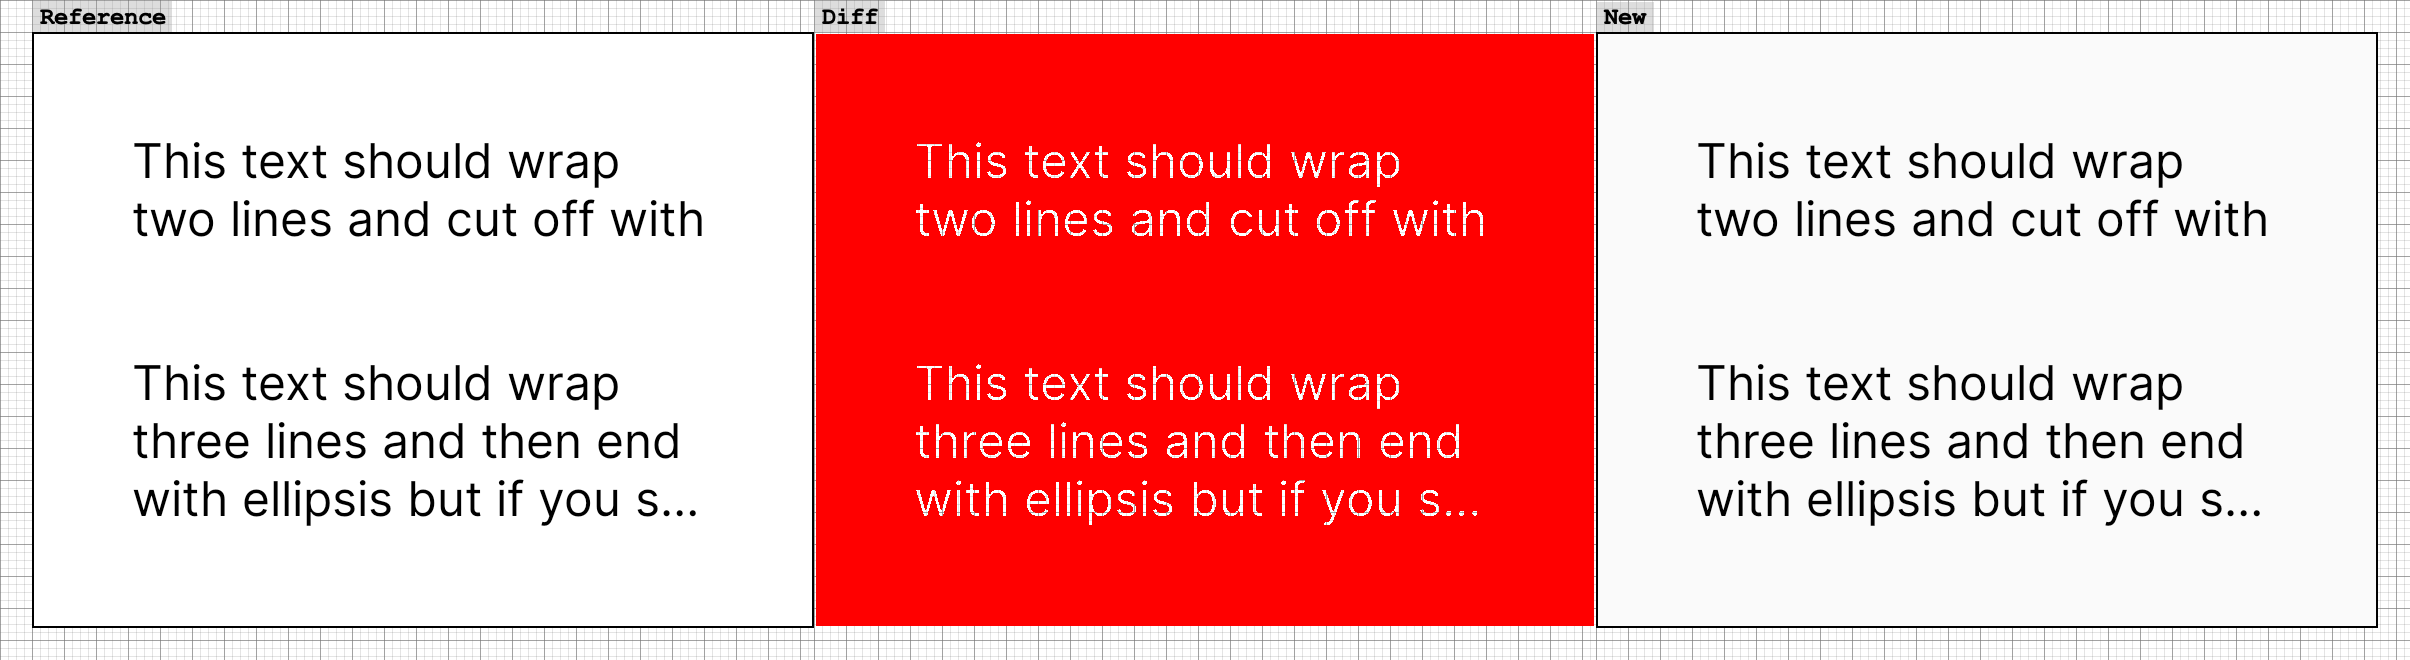 Reference
Diff
New
This text should wrap
two lines and cut off with
This text should wrap
three lines and then end
with ellipsis but if you s...
This text should wrap
two lines and cut off with
This text should wrap
three lines and then end
with ellipsis but if you s...
This text should wrap
two lines and cut off with
This text should wrap
three lines and then end
with ellipsis but if you s...